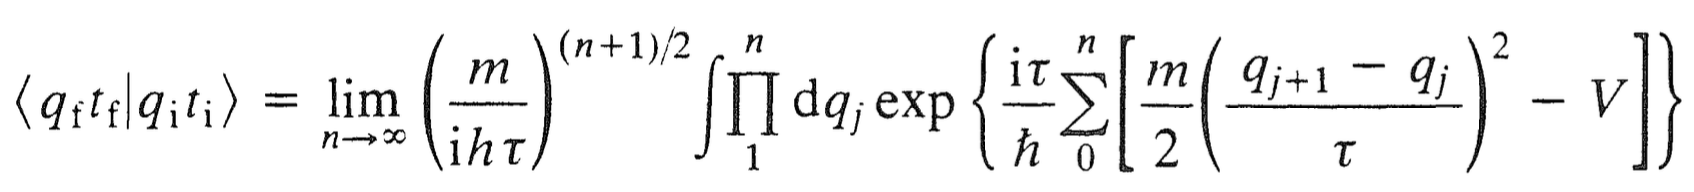 ⟨q_f t_f|q_i t_i⟩ = lim_{n→∞} (m/(ihτ))^{(n+1)/2} ∫∏_1^n dq_j exp {(iτ/ħ) ∑_0^n [(m/2)((q_{j+1} − q_j)/τ)^2 − V]}